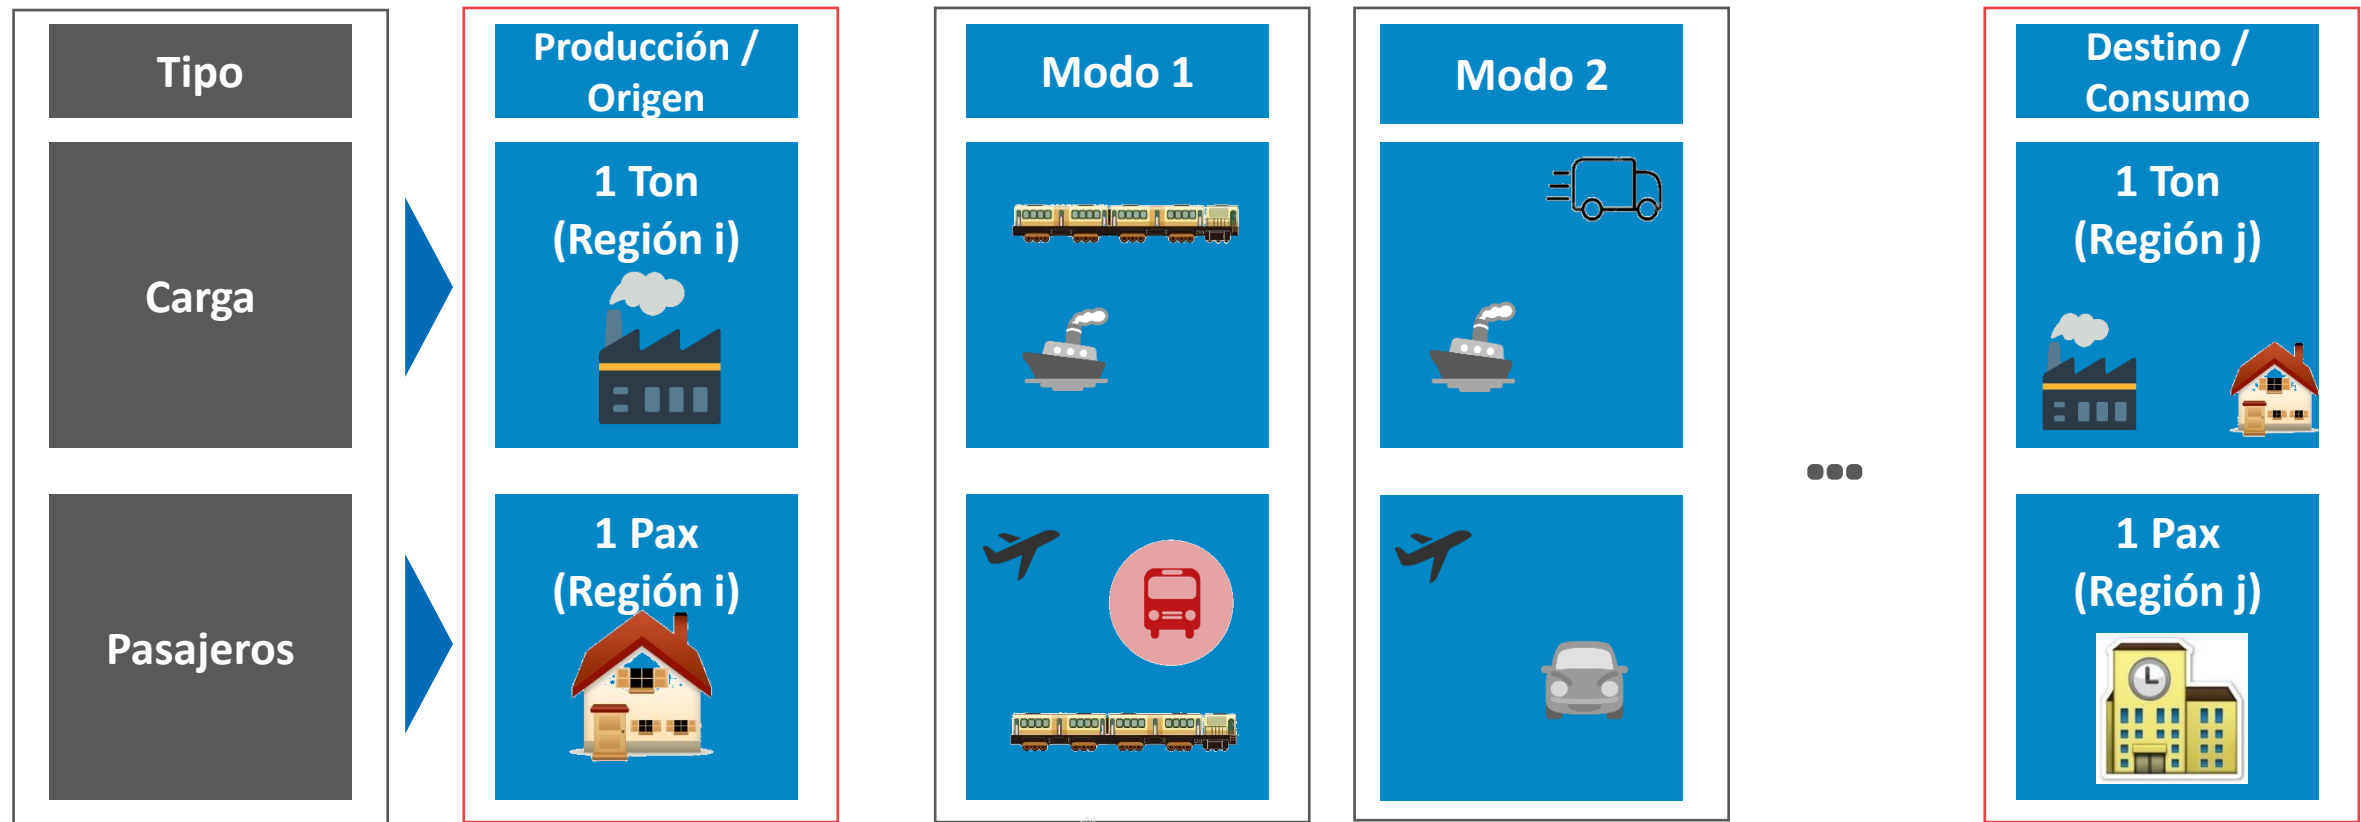 Tipo
Producción /
Origen
Modo 1
Modo 2
Destino /
Consumo
Carga
1 Ton
(Región i)
1 Ton
(Región j)
...
Pasajeros
1 Pax
(Región i)
1 Pax
(Región j)